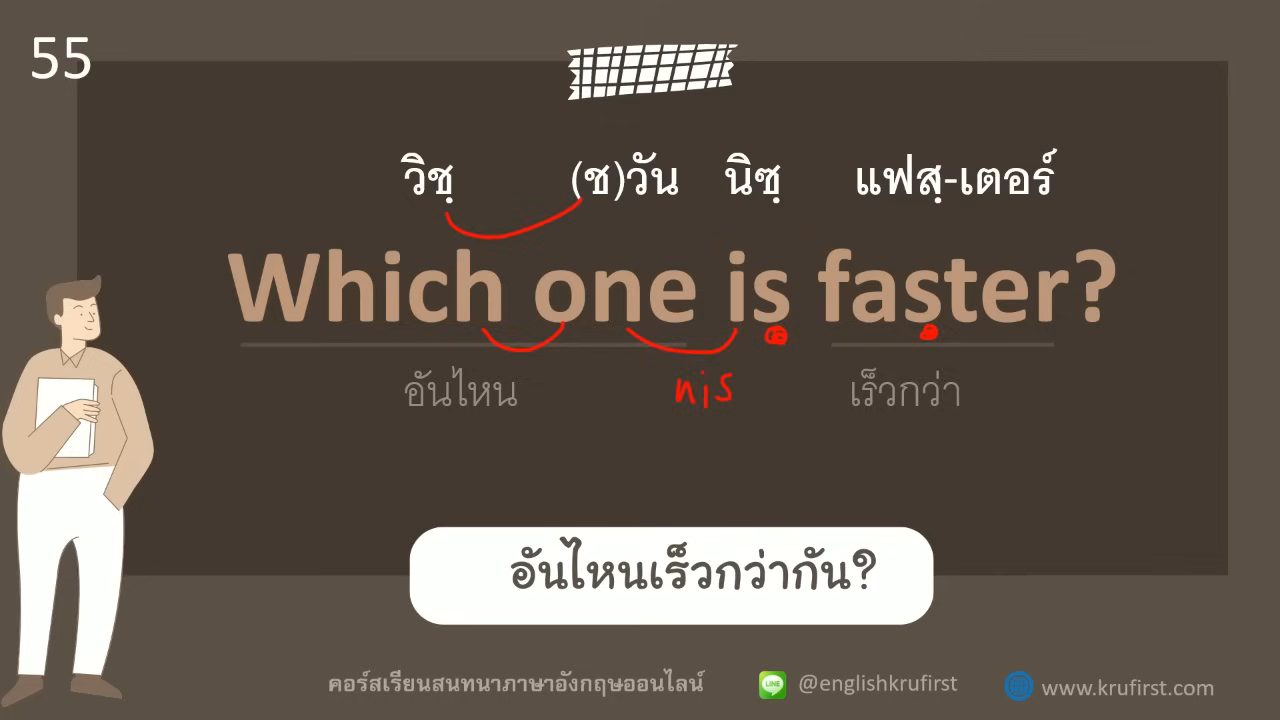 55
วิชฺ (ช)วัน นิซฺ แฟสฺ-เตอร์
Which one is faster?
nis
อันไหน เร็วกว่า
อันไหนเร็วกว่ากัน?
คอร์สเรียนสนทนาภาษาอังกฤษออนไลน์ LINE @englishkrufirst www.krufirst.com